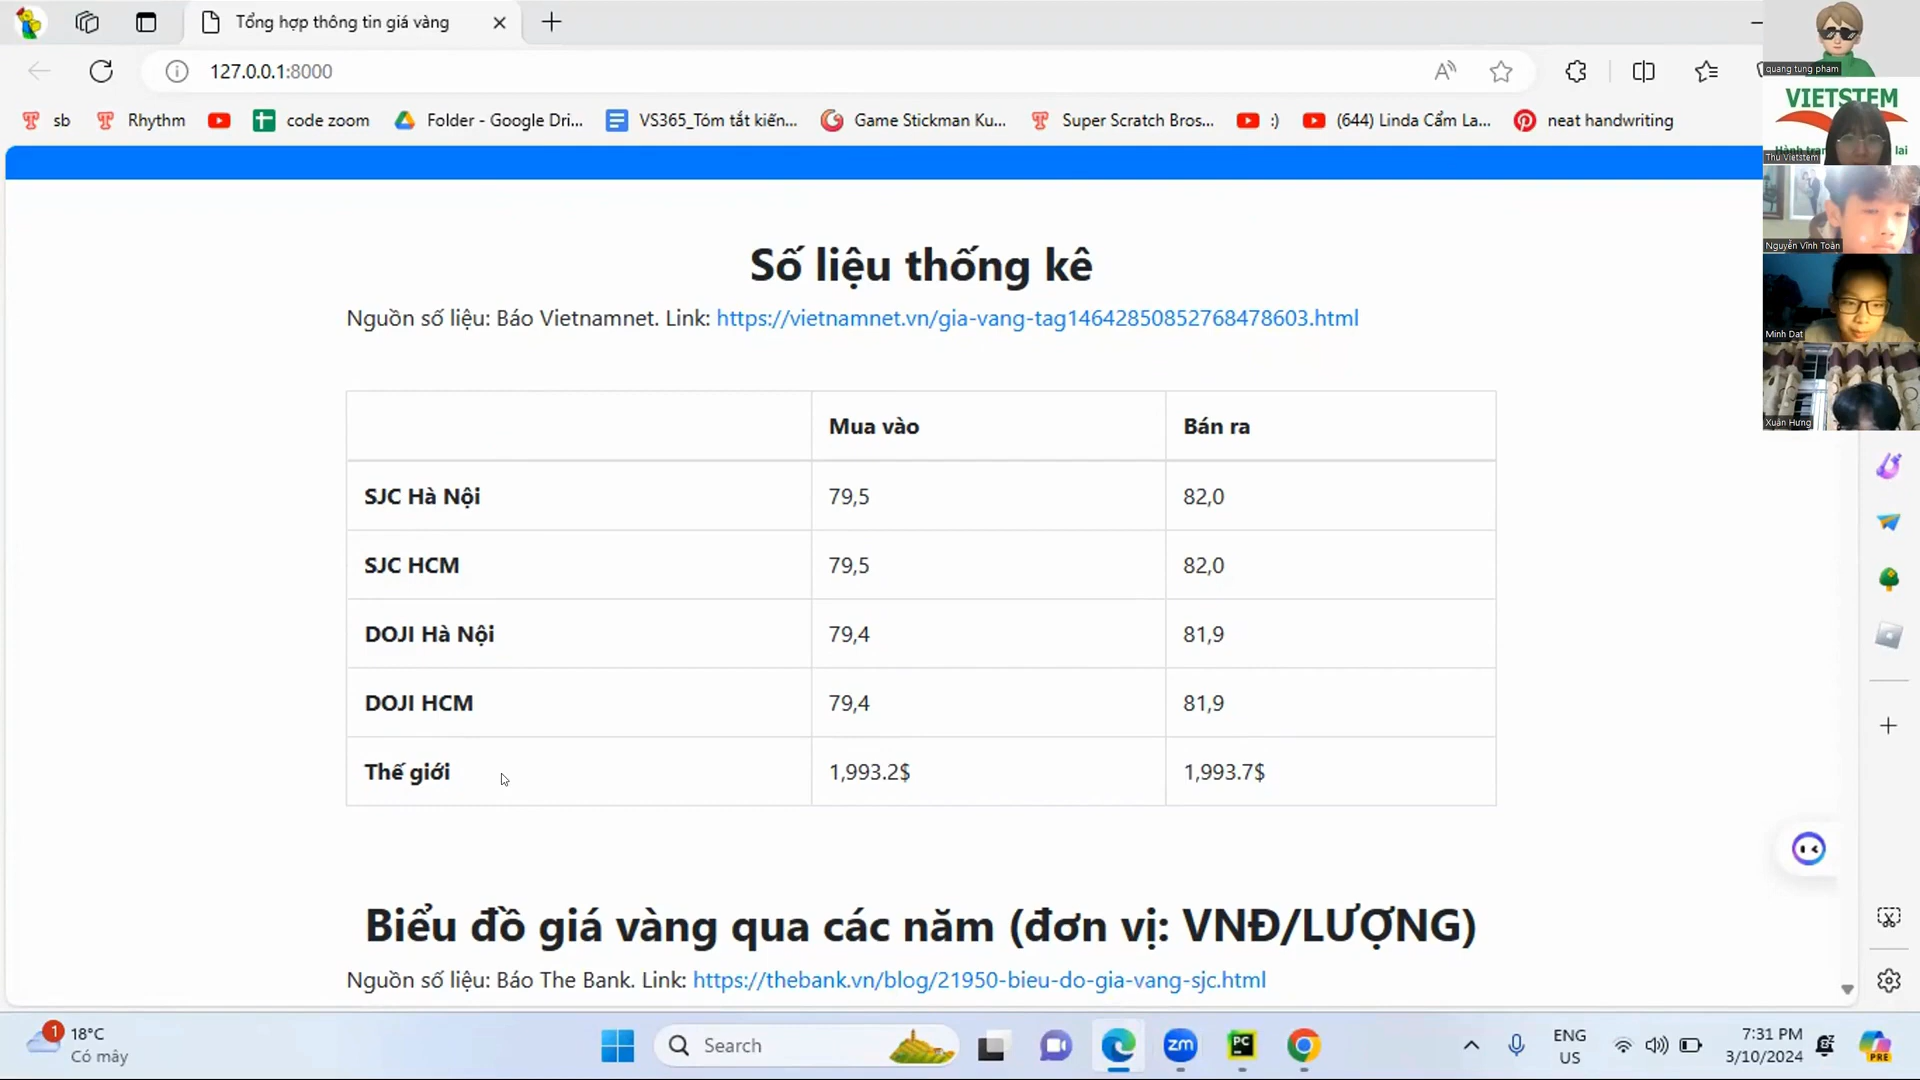 Tổng hợp thông tin giá vàng
127.0.0.1:8000
sb
Rhythm
code zoom
Folder - Google Dri...
VS365_Tóm tắt kiến...
Game Stickman Ku...
Super Scratch Bros...
:)
(644) Linda Cẩm La...
neat handwriting
quang tung pham
VIETSTEM
lai
Thu Vietstem
Nguyễn Vĩnh Toàn
Minh Dat
Xuân Hưng
Số liệu thống kê
Nguồn số liệu: Báo Vietnamnet. Link: https://vietnamnet.vn/gia-vang-tag14642850852768478603.html
Mua vào Bán ra
SJC Hà Nội 79,5 82,0
SJC HCM 79,5 82,0
DOJI Hà Nội 79,4 81,9
DOJI HCM 79,4 81,9
Thế giới 1,993.2$ 1,993.7$
Biểu đồ giá vàng qua các năm (đơn vị: VNĐ/LƯỢNG)
Nguồn số liệu: Báo The Bank. Link: https://thebank.vn/blog/21950-bieu-do-gia-vang-sjc.html
1
18°C
Có mây
Search
zm
PC
ENG
US
7:31 PM
3/10/2024
PRE